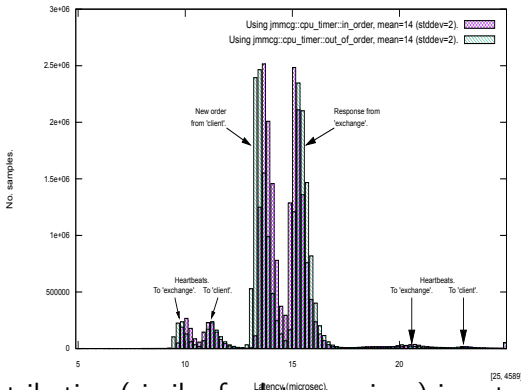 3e+06
Using jmmcg::cpu_timer::in_order, mean=14 (stddev=2).
Using jmmcg::cpu_timer::out_of_order, mean=14 (stddev=2).
2.5e+06
New order
from 'client'.
Response from
'exchange'.
2e+06
No. samples.
1.5e+06
1e+06
Heartbeats.
To 'exchange'. To 'client'.
Heartbeats.
To 'exchange'. To 'client'.
500000
0
5 10 15 20
Latency (microsec).
[25, 4589]